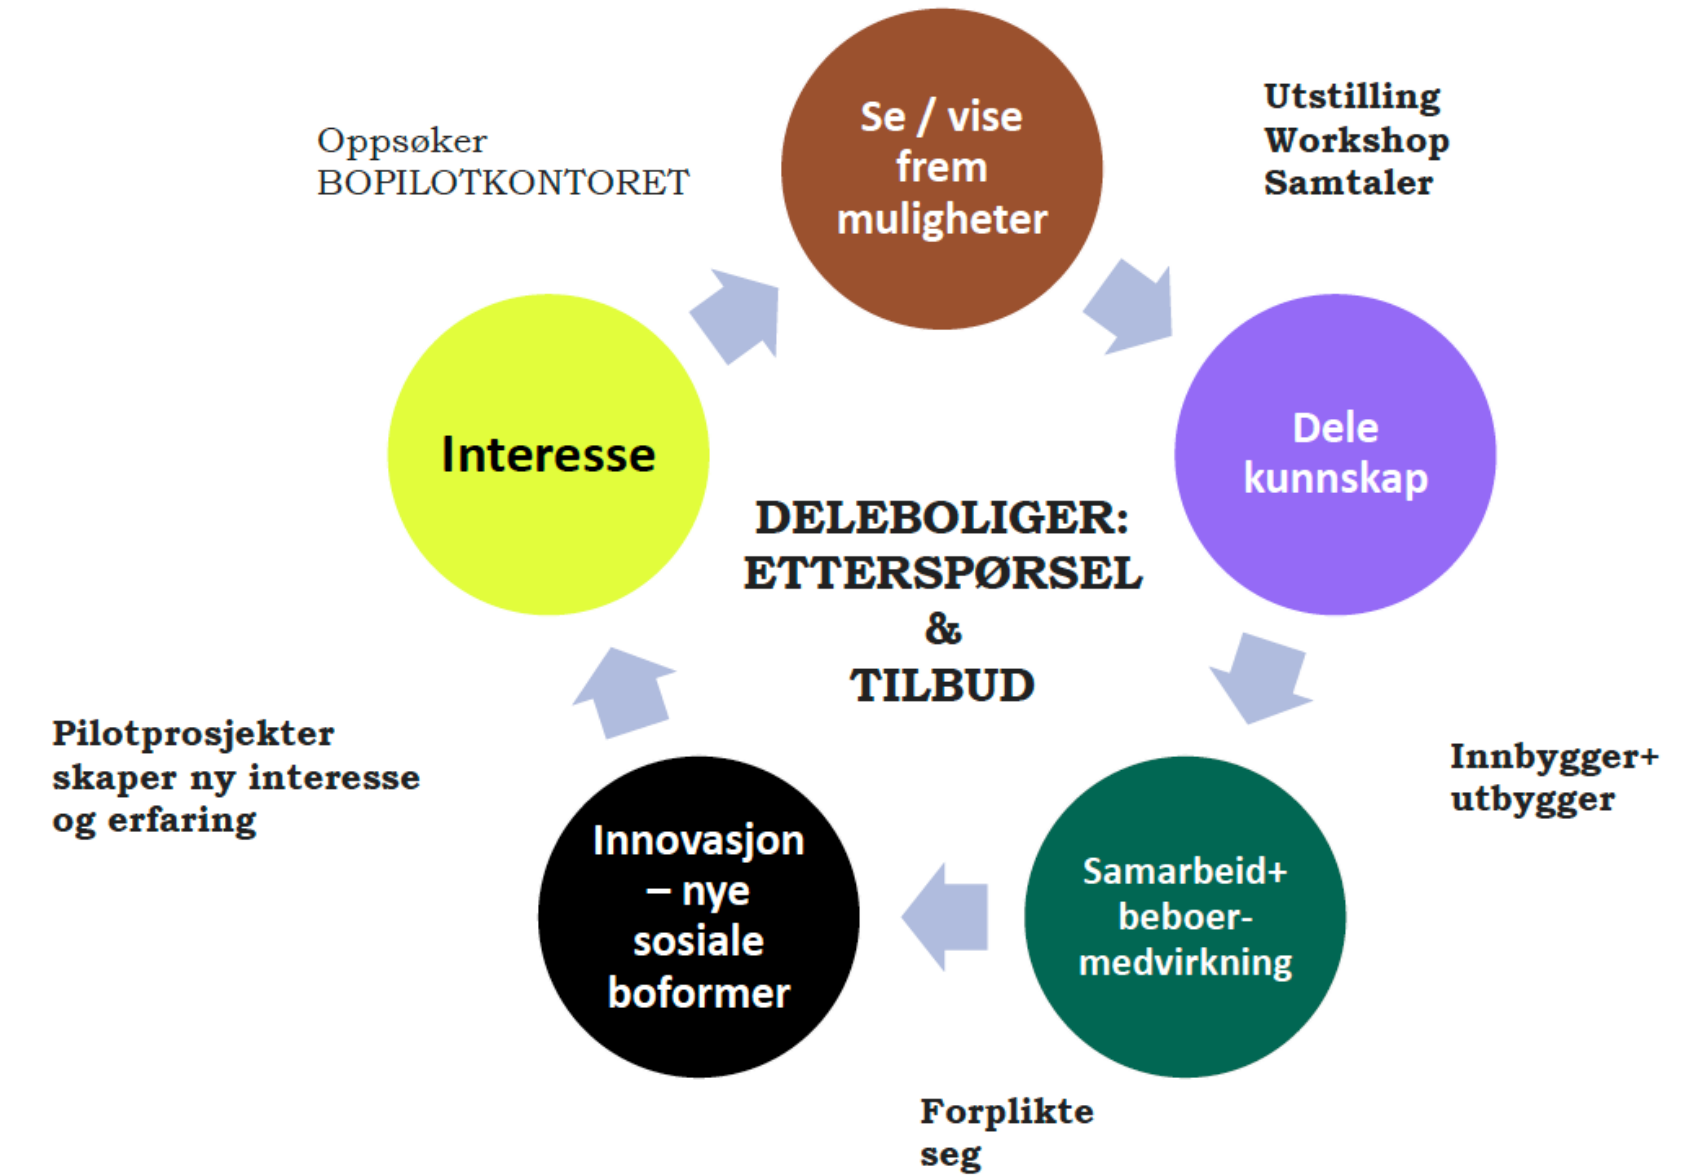 Se / vise
frem
muligheter
Utstilling
Workshop
Samtaler
Dele
kunnskap
Innbygger+
utbygger
Samarbeid+
beboer-
medvirkning
Forplikte
seg
Innovasjon
– nye
sosiale
boformer
Pilotprosjekter
skaper ny interesse
og erfaring
Interesse
Oppsøker
BOPILOTKONTORET
DELEBOLIGER:
ETTERSPØRSEL
&
TILBUD